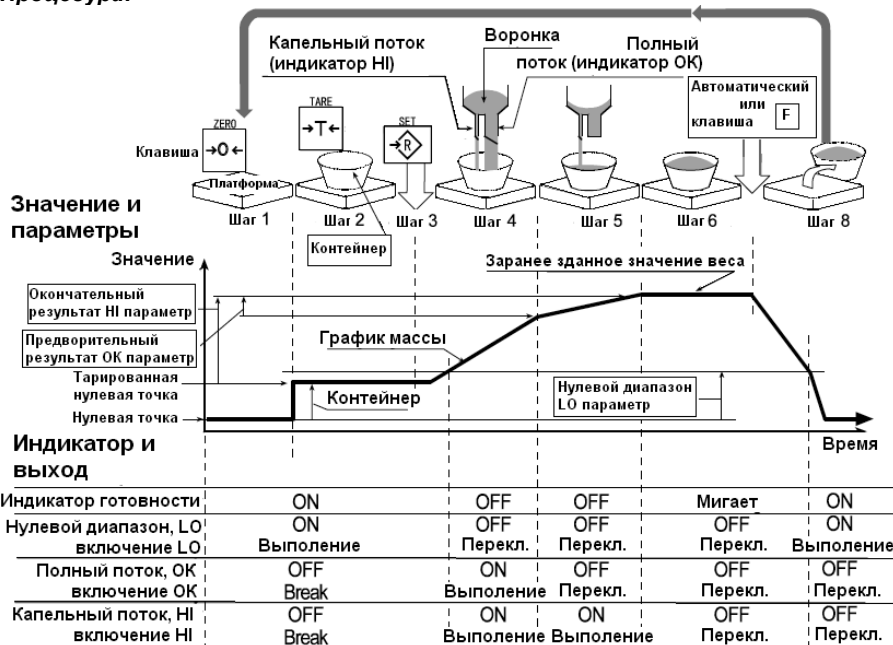 Процедура.
Капельный поток
(индикатор HI)
Воронка
Полный
поток (индикатор ОК)
Автоматический
или
клавиша F
ZERO
→0←
TARE
→T←
SET
R
Клавиша
Платформа
Шаг 1
Шаг 2
Шаг 3
Шаг 4
Шаг 5
Шаг 6
Шаг 8
Контейнер
Значение и
параметры
Значение
Заранее зданное значение веса
Окончательный
результат HI параметр
Предворительный
результат ОК параметр
График массы
Тарированная
нулевая точка
Контейнер
Нулевой диапазон
LO параметр
Нулевая точка
Время
Индикатор и
выход
Индикатор готовности ON OFF OFF Мигает ON
Нулевой диапазон, LO ON OFF OFF OFF ON
включение LO Выполение Перекл. Перекл. Перекл. Выполение
Полный поток, ОК OFF ON OFF OFF OFF
включение ОК Break Выполение Перекл. Перекл. Перекл.
Капельный поток, HI OFF ON ON OFF OFF
включение HI Break Выполение Выполение Перекл. Перекл.